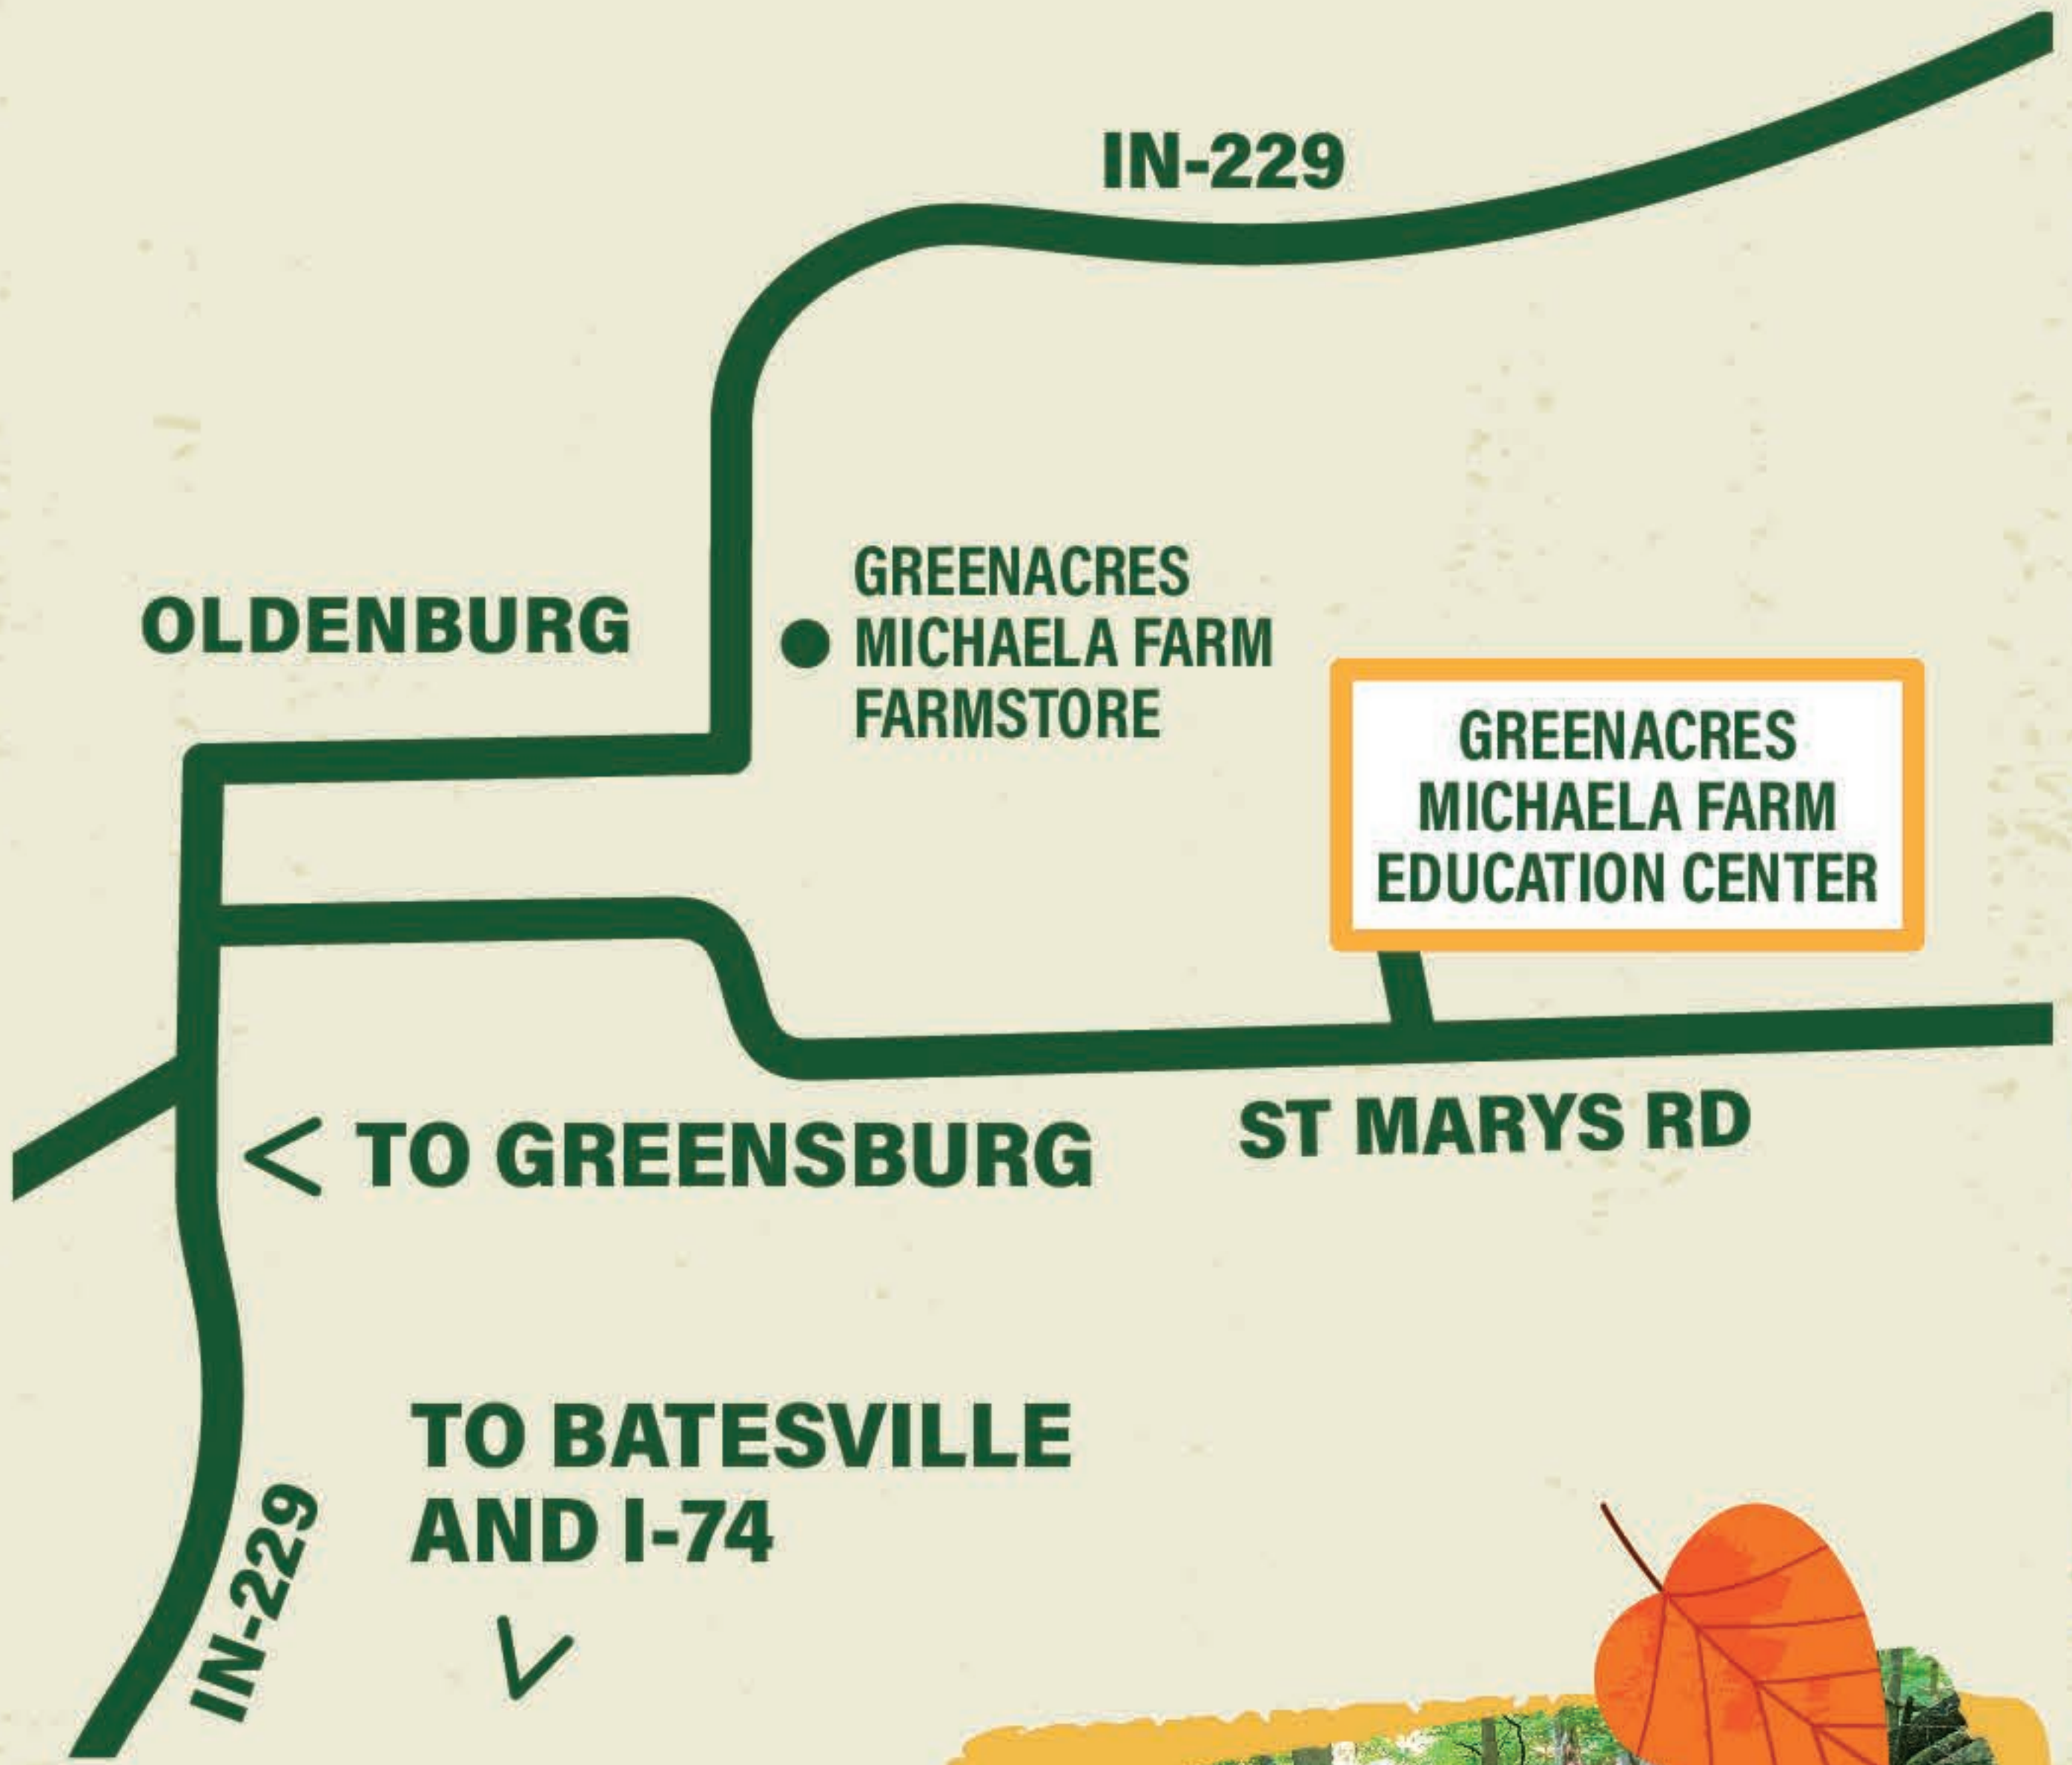 IN-229
OLDENBURG
GREENACRES
MICHAELA FARM
FARMSTORE
GREENACRES
MICHAELA FARM
EDUCATION CENTER
ST MARYS RD
< TO GREENSBURG
TO BATESVILLE
AND I-74
IN-229